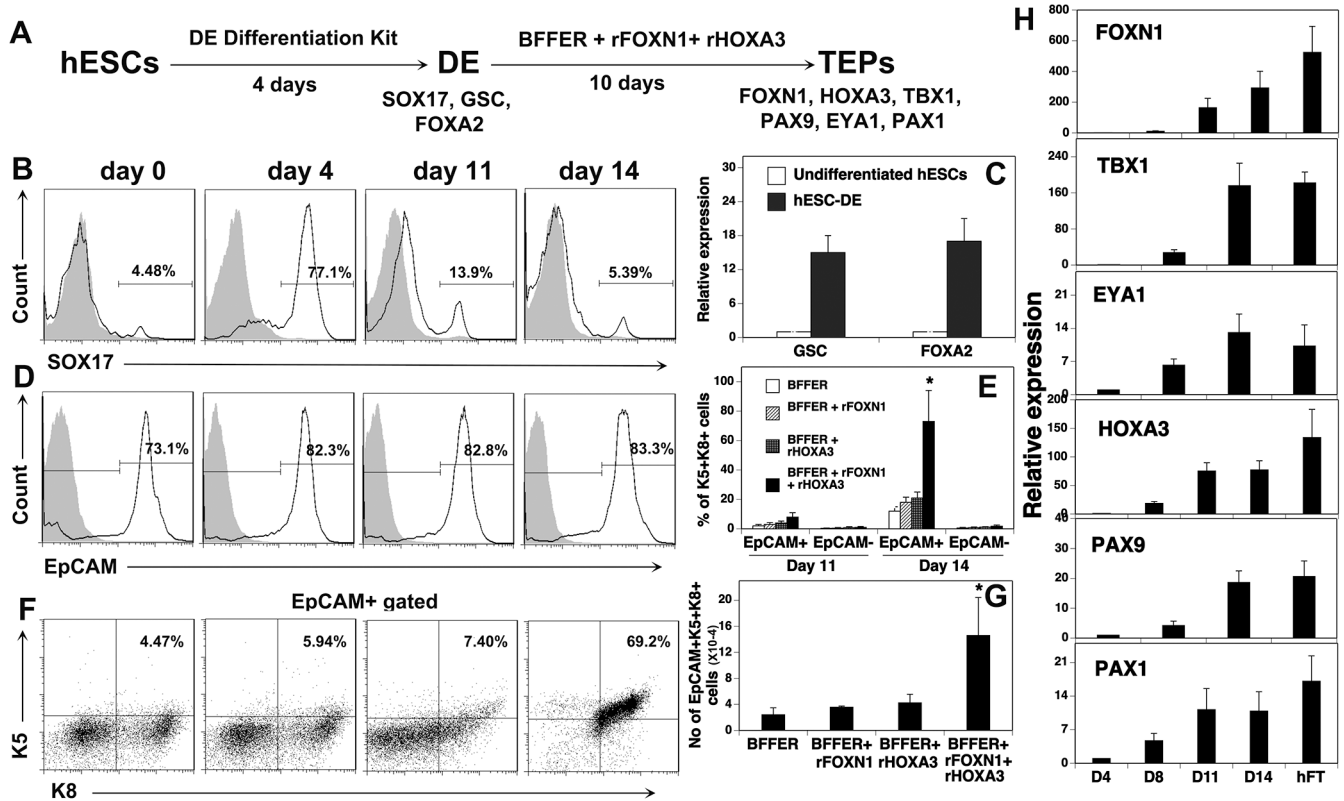 A
hESCs
DE Differentiation Kit
4 days
DE
SOX17, GSC,
FOXA2
BFFER + rFOXN1+ rHOXA3
10 days
TEPs
FOXN1, HOXA3, TBX1,
PAX9, EYA1, PAX1
B
day 0
day 4
day 11
day 14
Count
4.48%
77.1%
13.9%
5.39%
SOX17
C
Undifferentiated hESCs
hESC-DE
Relative expression
30
24
18
12
6
0
GSC
FOXA2
D
Count
73.1%
82.3%
82.8%
83.3%
EpCAM
E
BFFER
BFFER + rFOXN1
BFFER +
rHOXA3
BFFER + rFOXN1
+ rHOXA3
*
% of K5+K8+ cells
100
80
60
40
20
0
EpCAM+
EpCAM-
EpCAM+
EpCAM-
Day 11
Day 14
F
EpCAM+ gated
4.47%
5.94%
7.40%
69.2%
K5
K8
G
*
No of EpCAM+K5+K8+
cells (X10-4)
20
16
12
8
4
0
BFFER
BFFER+
rFOXN1
BFFER+
rHOXA3
BFFER+
rFOXN1+
rHOXA3
H
Relative expression
FOXN1
800
600
400
200
0
TBX1
240
160
80
0
EYA1
21
14
7
0
HOXA3
200
150
100
50
0
PAX9
40
30
20
10
0
PAX1
21
14
7
0
D4
D8
D11
D14
hFT